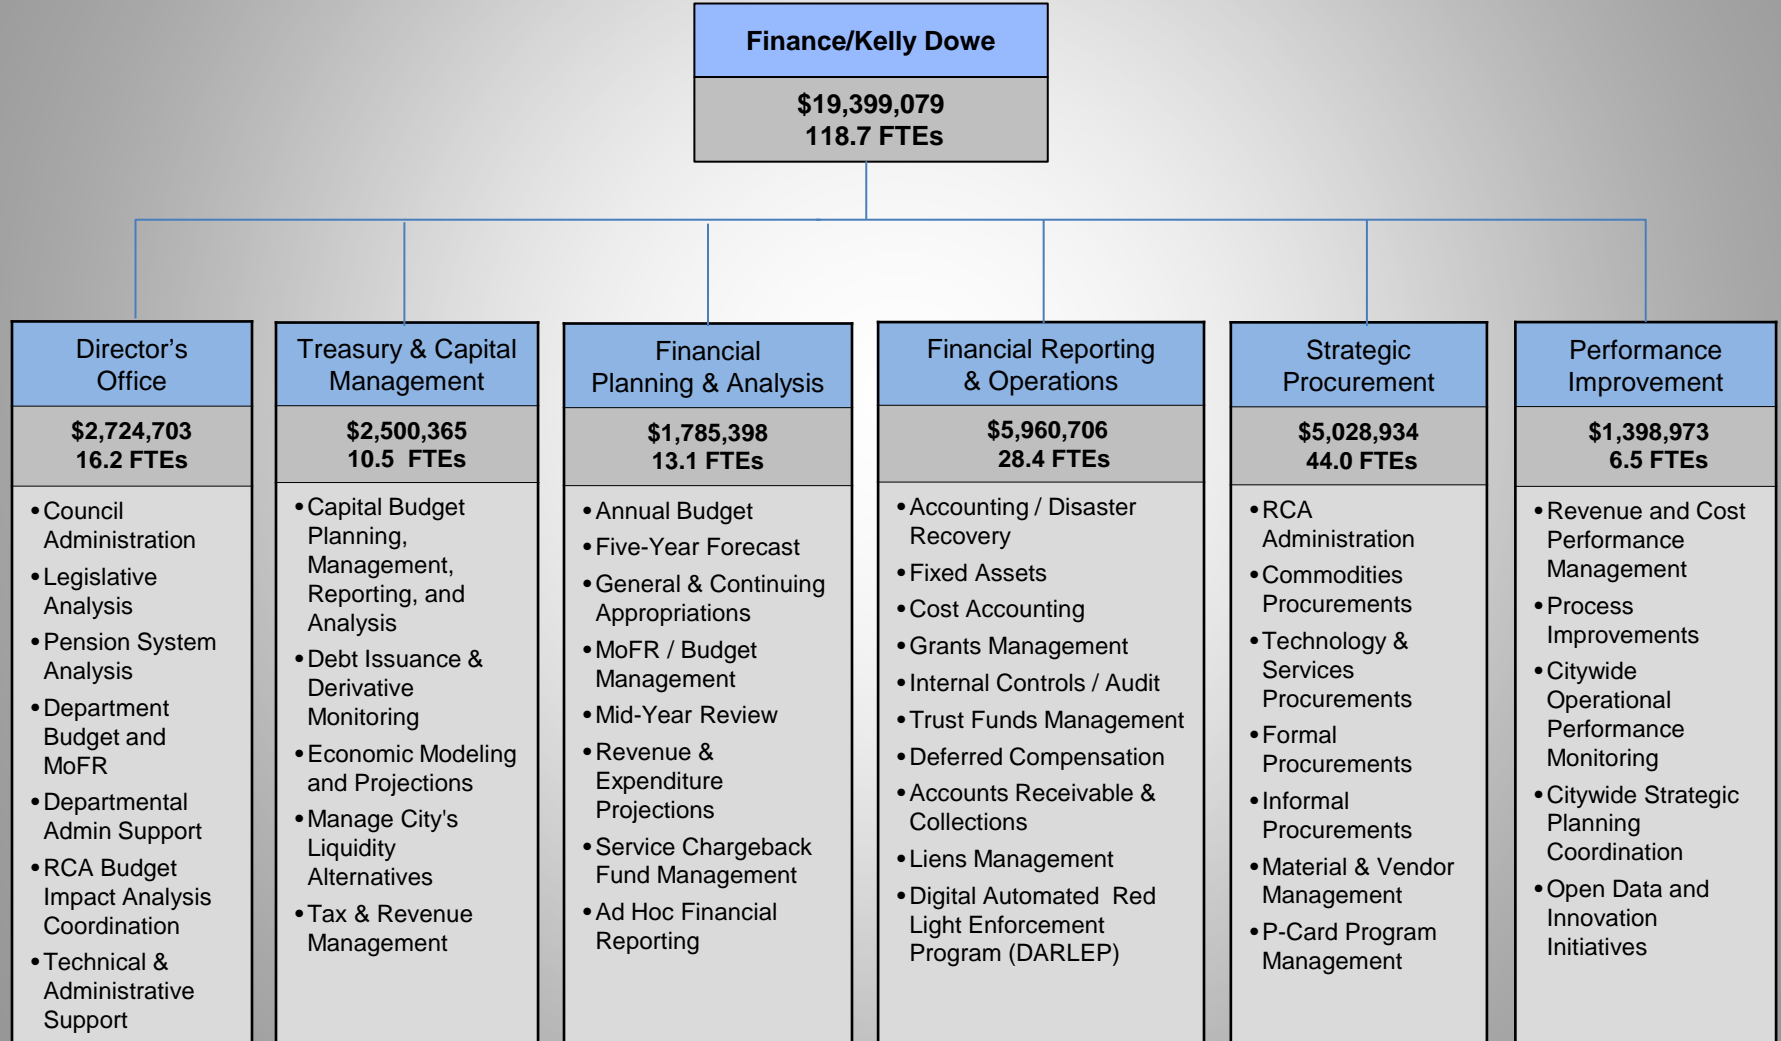 Finance/Kelly Dowe
$19,399,079
118.7 FTEs
Director's
Office
$2,724,703
16.2 FTEs
•Council
Administration
•Legislative
Analysis
•Pension System
Analysis
•Department
Budget and
MoFR
•Departmental
Admin Support
•RCA Budget
Impact Analysis
Coordination
•Technical &
Administrative
Support
Treasury & Capital
Management
$2,500,365
10.5 FTEs
•Capital Budget
Planning,
Management,
Reporting, and
Analysis
•Debt Issuance &
Derivative
Monitoring
•Economic Modeling
and Projections
•Manage City's
Liquidity
Alternatives
•Tax & Revenue
Management
Financial
Planning & Analysis
$1,785,398
13.1 FTEs
•Annual Budget
•Five-Year Forecast
•General & Continuing
Appropriations
•MoFR / Budget
Management
•Mid-Year Review
•Revenue &
Expenditure
Projections
•Service Chargeback
Fund Management
•Ad Hoc Financial
Reporting
Financial Reporting
& Operations
$5,960,706
28.4 FTEs
•Accounting / Disaster
Recovery
•Fixed Assets
•Cost Accounting
•Grants Management
•Internal Controls / Audit
•Trust Funds Management
•Deferred Compensation
•Accounts Receivable &
Collections
•Liens Management
•Digital Automated Red
Light Enforcement
Program (DARLEP)
Strategic
Procurement
$5,028,934
44.0 FTEs
•RCA
Administration
•Commodities
Procurements
•Technology &
Services
Procurements
•Formal
Procurements
•Informal
Procurements
•Material & Vendor
Management
•P-Card Program
Management
Performance
Improvement
$1,398,973
6.5 FTEs
•Revenue and Cost
Performance
Management
•Process
Improvements
•Citywide
Operational
Performance
Monitoring
•Citywide Strategic
Planning
Coordination
•Open Data and
Innovation
Initiatives